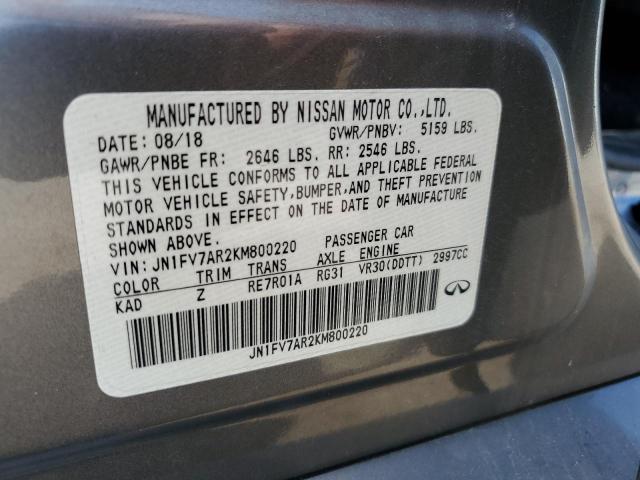 MANUFACTURED BY NISSAN MOTOR CO.,LTD.
DATE: 08/18 GVWR/PNBV: 5159 LBS.
GAWR/PNBE FR: 2646 LBS. RR: 2546 LBS.
THIS VEHICLE CONFORMS TO ALL APPLICABLE FEDERAL
MOTOR VEHICLE SAFETY,BUMPER,AND THEFT PREVENTION
STANDARDS IN EFFECT ON THE DATE OF MANUFACTURE
SHOWN ABOVE.
VIN: JN1FV7AR2KM800220 PASSENGER CAR
COLOR TRIM TRANS AXLE ENGINE
KAD Z RE7R01A RG31 VR30(DDTT) 2997CC
JN1FV7AR2KM800220